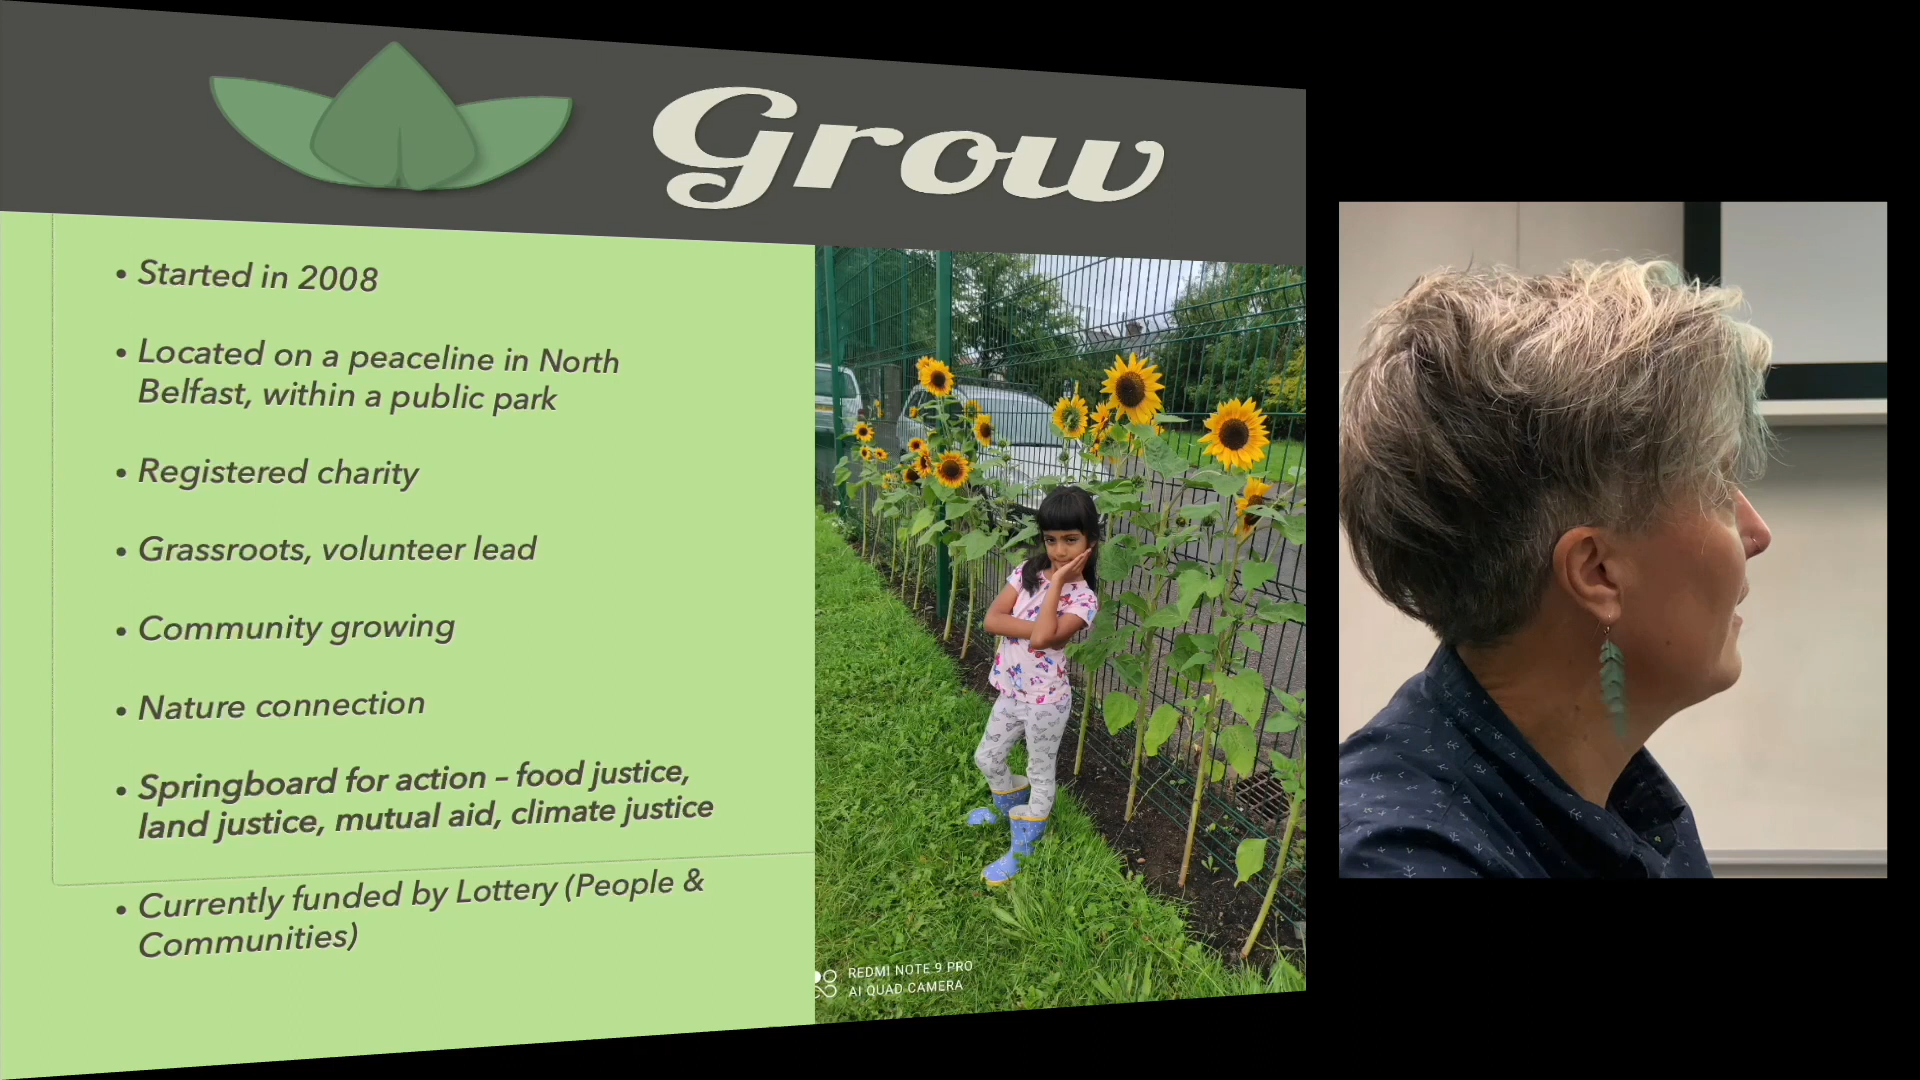 Grow
• Started in 2008
• Located on a peaceline in North
Belfast, within a public park
• Registered charity
• Grassroots, volunteer lead
• Community growing
• Nature connection
• Springboard for action – food justice,
land justice, mutual aid, climate justice
• Currently funded by Lottery (People &
Communities)
REDMI NOTE 9 PRO
AI QUAD CAMERA